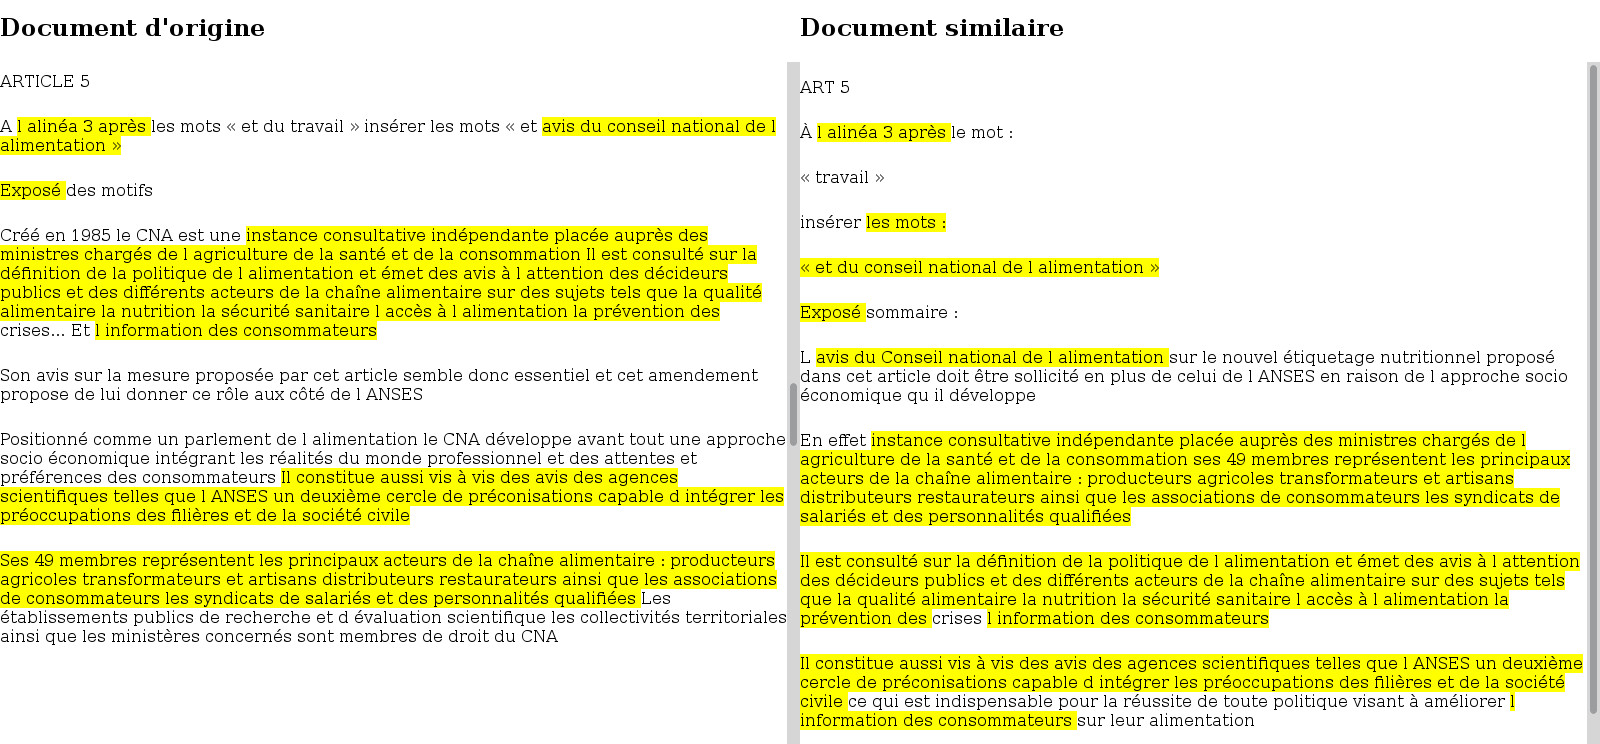 Document d'origine
ARTICLE 5
A l alinéa 3 après les mots « et du travail » insérer les mots « et avis du conseil national de l
alimentation »
Exposé des motifs
Créé en 1985 le CNA est une instance consultative indépendante placée auprès des
ministres chargés de l agriculture de la santé et de la consommation Il est consulté sur la
définition de la politique de l alimentation et émet des avis à l attention des décideurs
publics et des différents acteurs de la chaîne alimentaire sur des sujets tels que la qualité
alimentaire la nutrition la sécurité sanitaire l accès à l alimentation la prévention des
crises... Et l information des consommateurs
Son avis sur la mesure proposée par cet article semble donc essentiel et cet amendement
propose de lui donner ce rôle aux côté de l ANSES
Positionné comme un parlement de l alimentation le CNA développe avant tout une approche
socio économique intégrant les réalités du monde professionnel et des attentes et
préférences des consommateurs Il constitue aussi vis à vis des avis des agences
scientifiques telles que l ANSES un deuxième cercle de préconisations capable d intégrer les
préoccupations des filières et de la société civile
Ses 49 membres représentent les principaux acteurs de la chaîne alimentaire : producteurs
agricoles transformateurs et artisans distributeurs restaurateurs ainsi que les associations
de consommateurs les syndicats de salariés et des personnalités qualifiées Les
établissements publics de recherche et d évaluation scientifique les collectivités territoriales
ainsi que les ministères concernés sont membres de droit du CNA
Document similaire
ART 5
À l alinéa 3 après le mot :
« travail »
insérer les mots :
« et du conseil national de l alimentation »
Exposé sommaire :
L avis du Conseil national de l alimentation sur le nouvel étiquetage nutritionnel proposé
dans cet article doit être sollicité en plus de celui de l ANSES en raison de l approche socio
économique qu il développe
En effet instance consultative indépendante placée auprès des ministres chargés de l
agriculture de la santé et de la consommation ses 49 membres représentent les principaux
acteurs de la chaîne alimentaire : producteurs agricoles transformateurs et artisans
distributeurs restaurateurs ainsi que les associations de consommateurs les syndicats de
salariés et des personnalités qualifiées
Il est consulté sur la définition de la politique de l alimentation et émet des avis à l attention
des décideurs publics et des différents acteurs de la chaîne alimentaire sur des sujets tels
que la qualité alimentaire la nutrition la sécurité sanitaire l accès à l alimentation la
prévention des crises l information des consommateurs
Il constitue aussi vis à vis des avis des agences scientifiques telles que l ANSES un deuxième
cercle de préconisations capable d intégrer les préoccupations des filières et de la société
civile ce qui est indispensable pour la réussite de toute politique visant à améliorer l
information des consommateurs sur leur alimentation